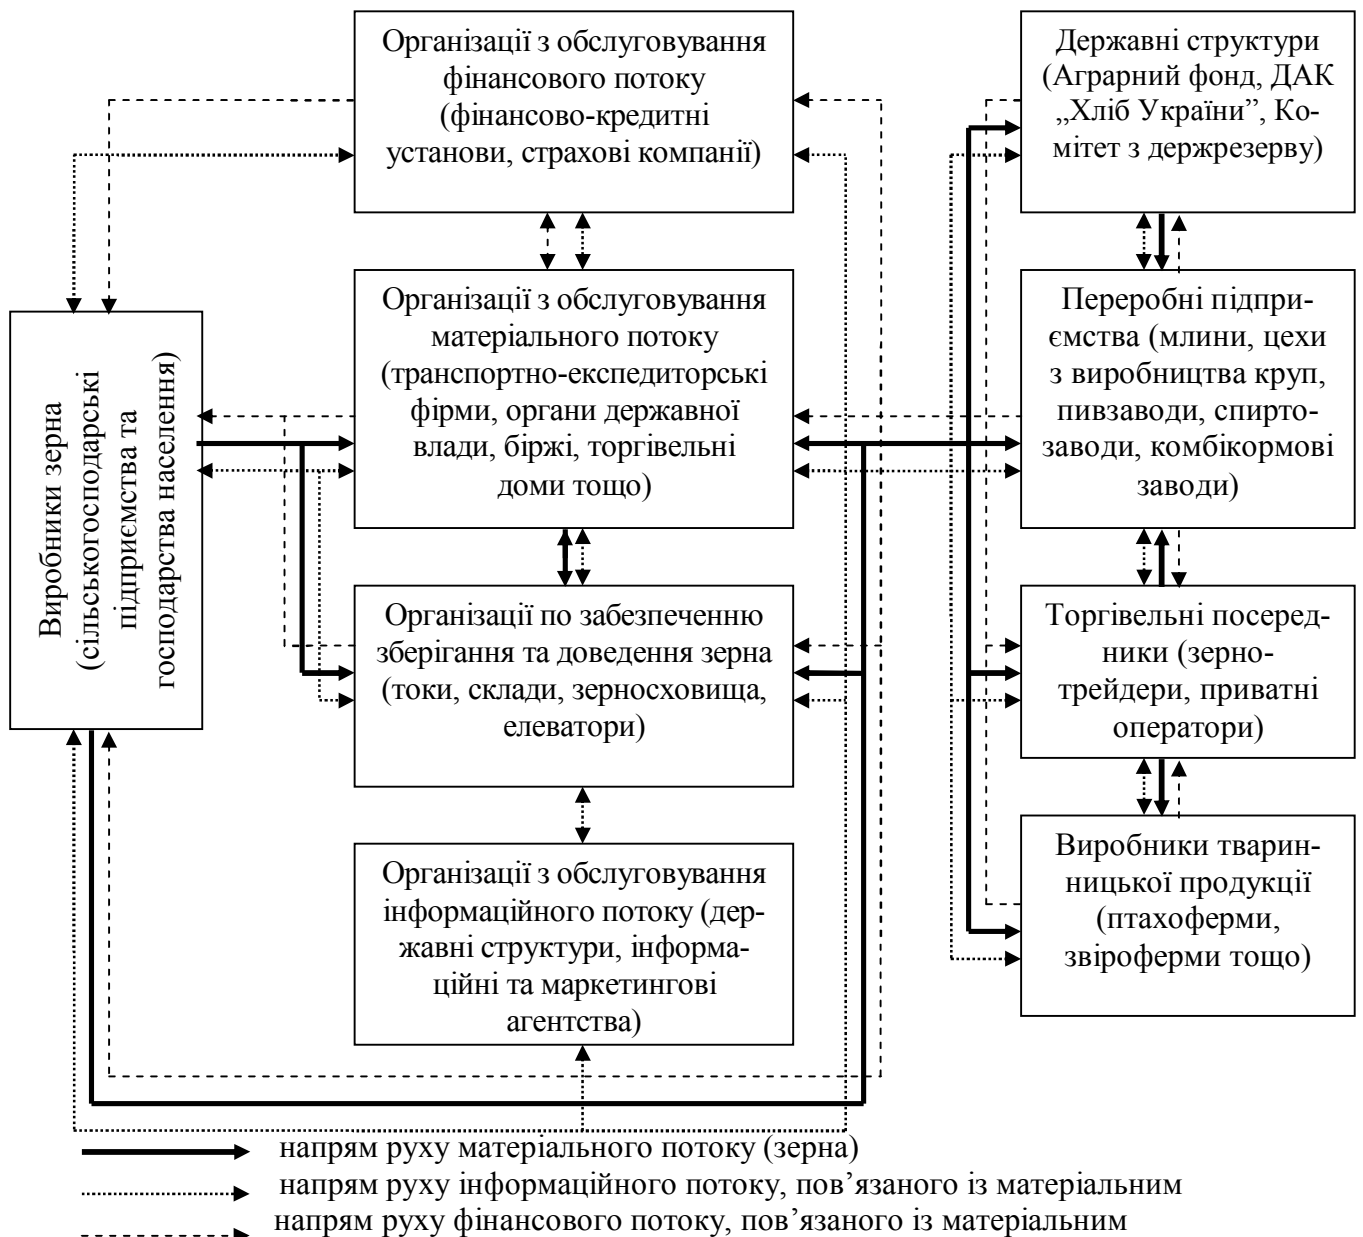 Організації з обслуговування
фінансового потоку
(фінансово-кредитні
установи, страхові компанії)
Державні структури
(Аграрний фонд, ДАК
„Хліб України”, Ко-
мітет з держрезерву)
Виробники зерна
(сільськогосподарські
підприємства та
господарства населення)
Організації з обслуговування
матеріального потоку
(транспортно-експедиторські
фірми, органи державної
влади, біржі, торгівельні
доми тощо)
Переробні підпри-
ємства (млини, цехи
з виробництва круп,
пивзаводи, спирто-
заводи, комбікормові
заводи)
Організації по забезпеченню
зберігання та доведення зерна
(токи, склади, зерносховища,
елеватори)
Торгівельні посеред-
ники (зерно-
трейдери, приватні
оператори)
Організації з обслуговування
інформаційного потоку (дер-
жавні структури, інформа-
ційні та маркетингові
агентства)
Виробники тварин-
ницької продукції
(птахоферми,
звіроферми тощо)
напрям руху матеріального потоку (зерна)
напрям руху інформаційного потоку, пов’язаного із матеріальним
напрям руху фінансового потоку, пов’язаного із матеріальним